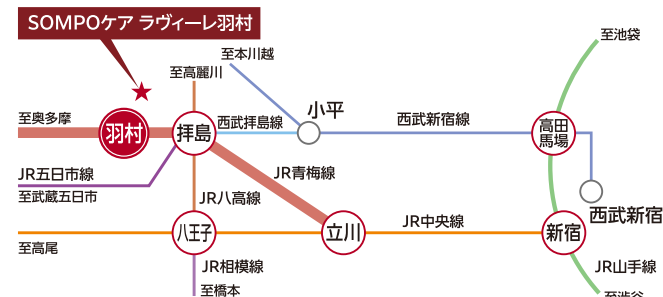 SOMPOケア ラヴィーレ羽村
至池袋
至本川越
至高麗川
小平
至奥多摩
西武拝島線
西武新宿線
羽村
拝島
高田
馬場
JR五日市線
JR青梅線
至武蔵五日市
JR八高線
西武新宿
JR中央線
八王子
立川
新宿
至高尾
JR相模線
JR山手線
至橋本
至渋谷